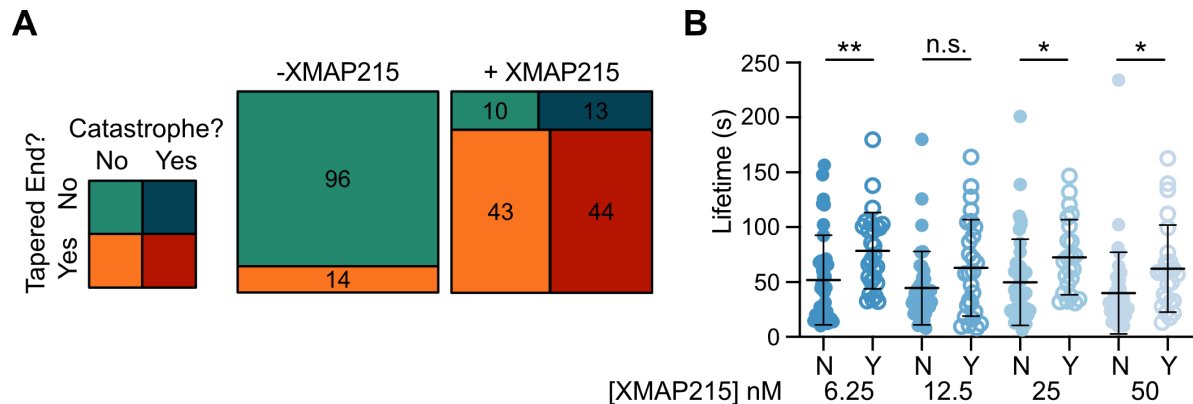 A
-XMAP215
+ XMAP215
Catastrophe?
No Yes
Tapered End?
No
Yes
96
14
10 13
43 44
B
** n.s. * *
Lifetime (s)
250
200
150
100
50
0
N Y N Y N Y N Y
[XMAP215] nM 6.25 12.5 25 50